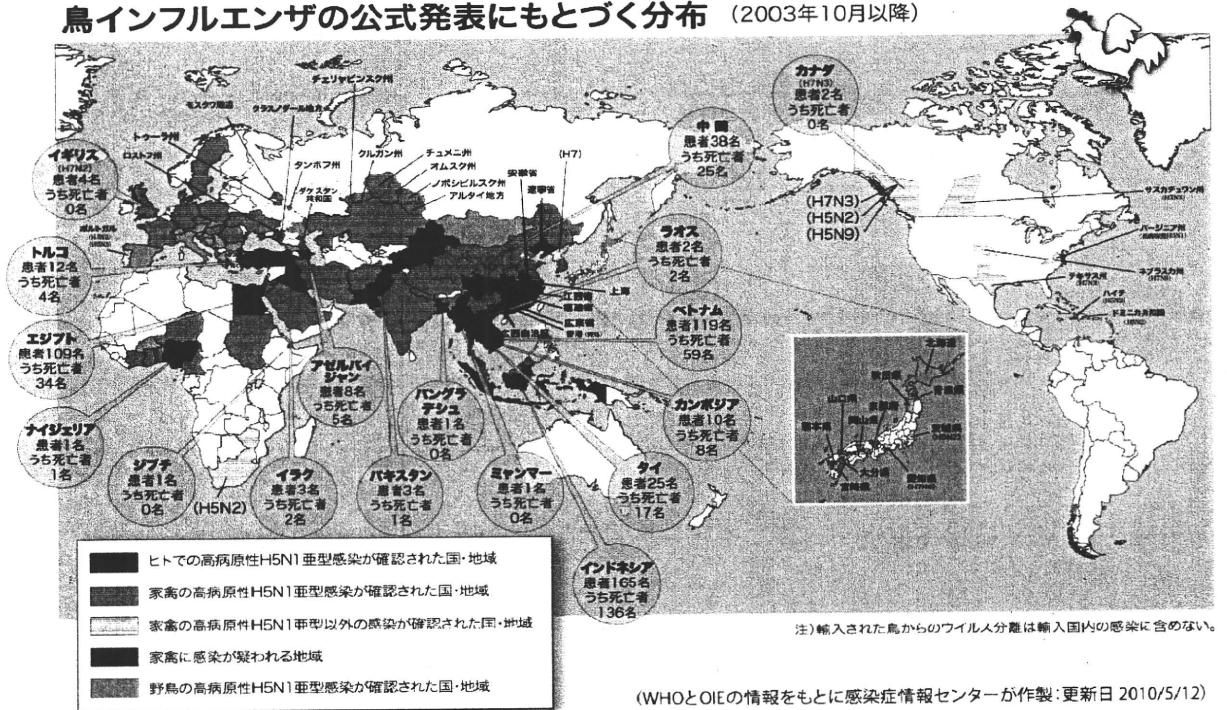 鳥インフルエンザの公式発表にもとづく分布 (2003年10月以降)
チェリャビンスク州
モスクワ周辺
クラスノダール地方
トゥーラ州
ロストフ州
タンボフ州
クルガン州
チュメニ州
オムスク州
ノボシビルスク州
アルタイ地方
ダゲスタン
共和国
安徽省
遼寧省
(H7)
イギリス
(H7N2)
患者4名
うち死亡者
0名
ポルトガル
トルコ
患者12名
うち死亡者
4名
エジプト
患者109名
うち死亡者
34名
ナイジェリア
患者1名
うち死亡者
1名
ジブチ
患者1名
うち死亡者
0名
(H5N2)
アゼルバイ
ジャン
患者8名
うち死亡者
5名
イラク
患者3名
うち死亡者
2名
パキスタン
患者3名
うち死亡者
1名
バングラ
デシュ
患者1名
うち死亡者
0名
ミャンマー
患者1名
うち死亡者
0名
タイ
患者25名
うち死亡者
17名
インドネシア
患者165名
うち死亡者
136名
中国
患者38名
うち死亡者
25名
ラオス
患者2名
うち死亡者
2名
ベトナム
患者119名
うち死亡者
59名
カンボジア
患者10名
うち死亡者
8名
上海
江西省
広東省
カナダ
(H7N3)
患者2名
うち死亡者
0名
(H7N3)
(H5N2)
(H5N9)
サスカチュワン州
バージニア州
ネブラスカ州
テキサス州
ハイチ
ドミニカ共和国
北海道
秋田県
青森県
山口県
京都府
岡山県
茨城県
熊本県
大分県
宮崎県
愛知県
ヒトでの高病原性H5N1亜型感染が確認された国・地域
家禽の高病原性H5N1亜型感染が確認された国・地域
家禽の高病原性H5N1亜型以外の感染が確認された国・地域
家禽に感染が疑われる地域
野鳥の高病原性H5N1亜型感染が確認された国・地域
注)輸入された鳥からのウイルス分離は輸入国内の感染に含めない。
(WHOとOIEの情報をもとに感染症情報センターが作製:更新日 2010/5/12)